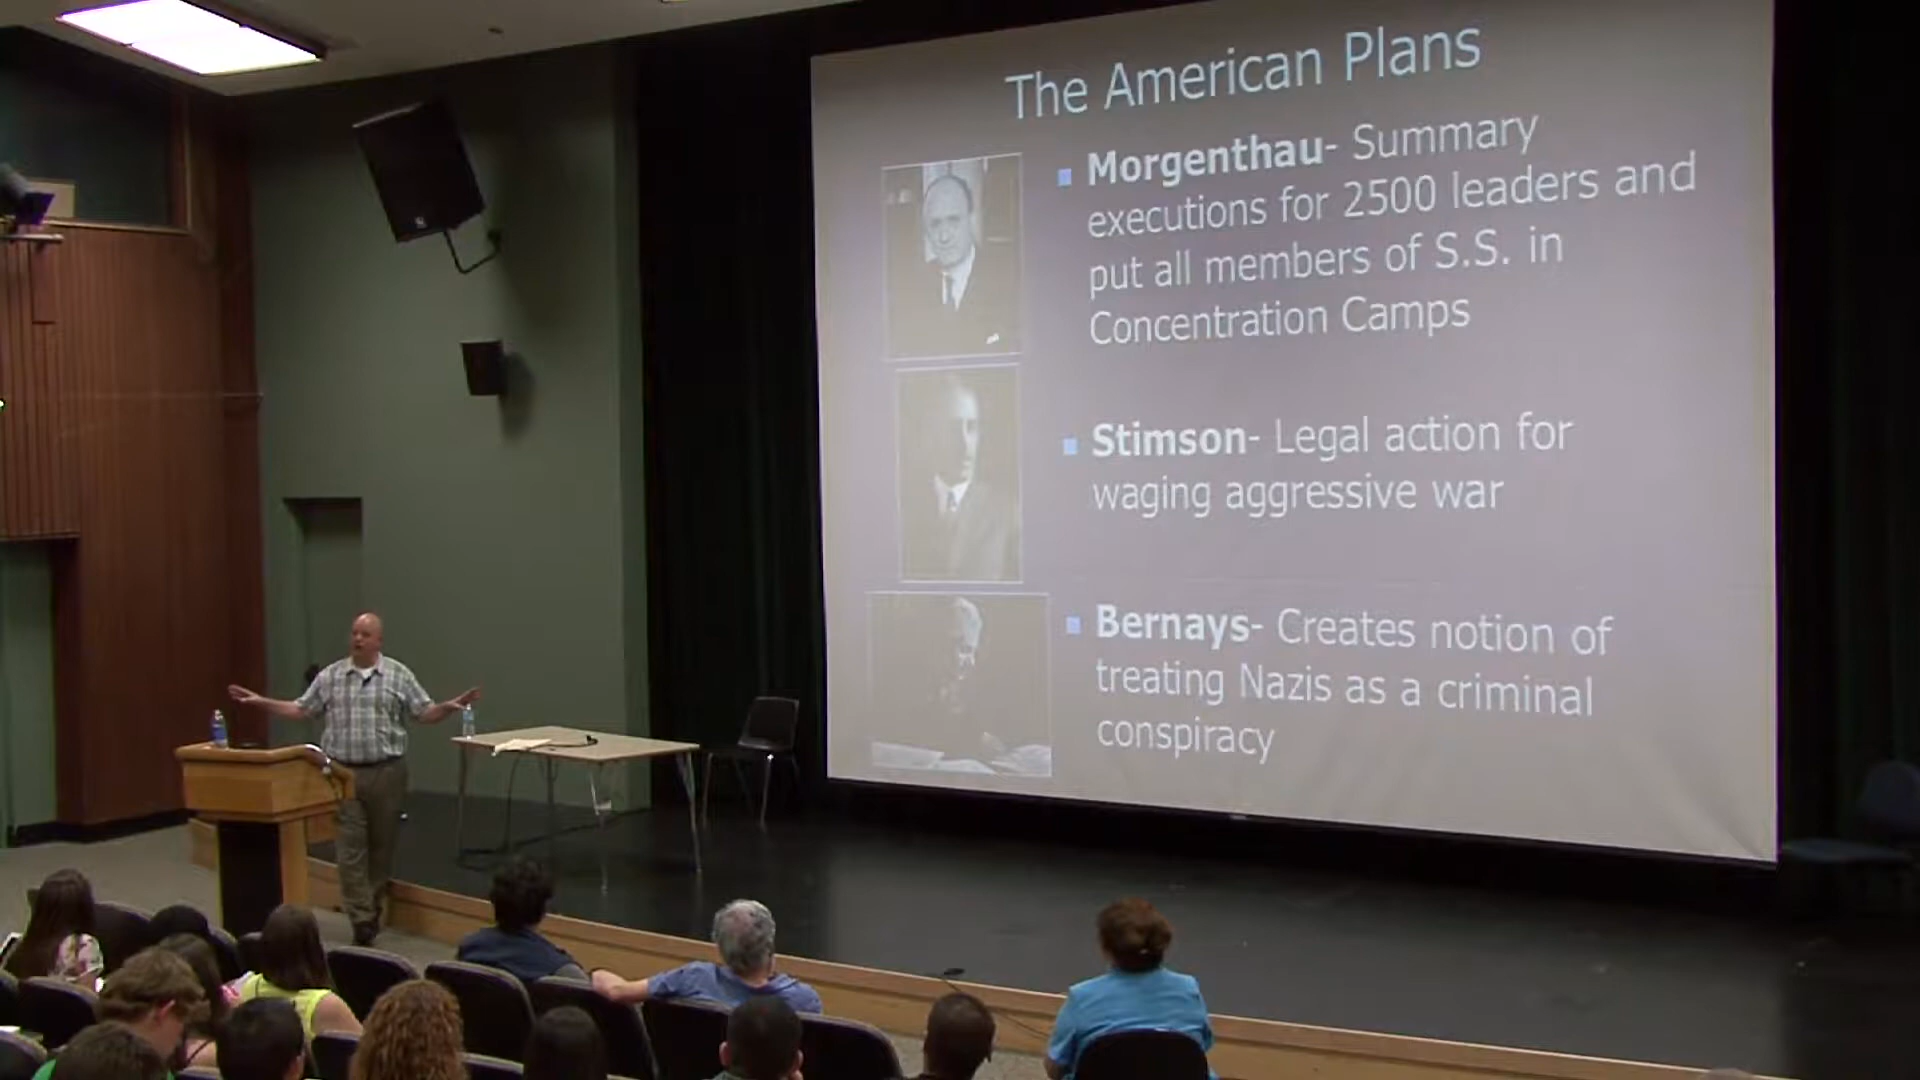 The American Plans
Morgenthau- Summary
executions for 2500 leaders and
put all members of S.S. in
Concentration Camps
Stimson- Legal action for
waging aggressive war
Bernays- Creates notion of
treating Nazis as a criminal
conspiracy